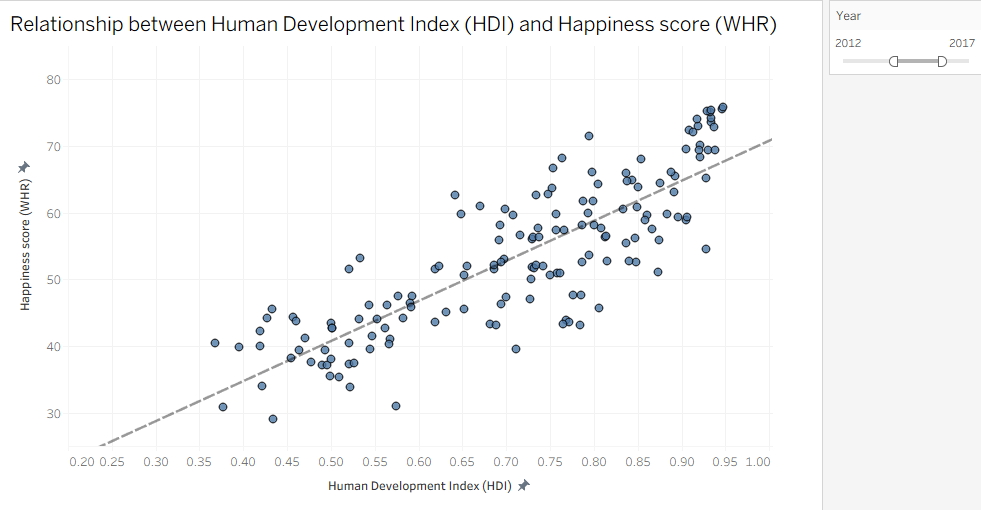 Relationship between Human Development Index (HDI) and Happiness score (WHR)
Year
2012 2017
80
70
60
50
40
30
Happiness score (WHR)
0.20 0.25 0.30 0.35 0.40 0.45 0.50 0.55 0.60 0.65 0.70 0.75 0.80 0.85 0.90 0.95 1.00
Human Development Index (HDI)